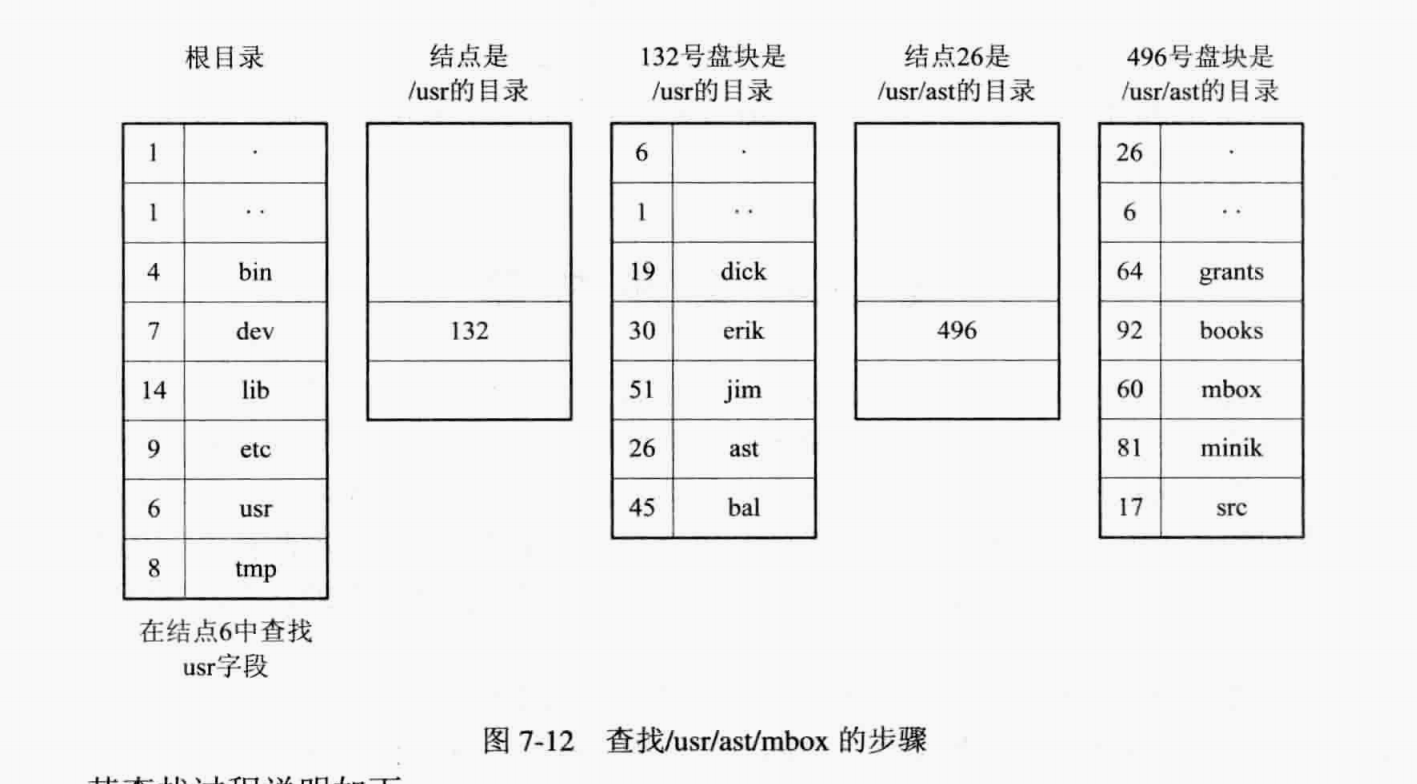 根目录
结点是
/usr的目录
132号盘块是
/usr的目录
结点26是
/usr/ast的目录
496号盘块是
/usr/ast的目录
1 ·
1 ··
4 bin
7 dev
14 lib
9 etc
6 usr
8 tmp
132
6 ·
1 ··
19 dick
30 erik
51 jim
26 ast
45 bal
496
26 ·
6 ··
64 grants
92 books
60 mbox
81 minik
17 src
在结点6中查找
usr字段
图 7-12 查找/usr/ast/mbox 的步骤